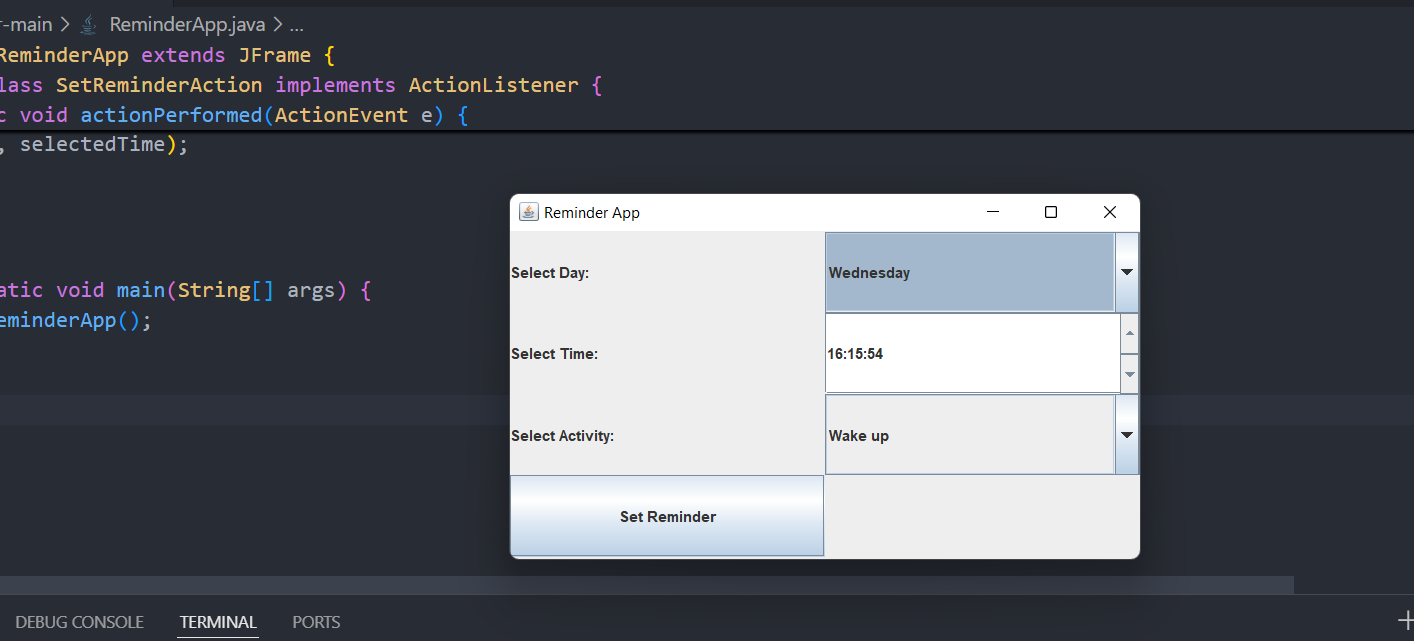 r-main > ReminderApp.java > ...
ReminderApp extends JFrame {
lass SetReminderAction implements ActionListener {
c void actionPerformed(ActionEvent e) {
, selectedTime);
atic void main(String[] args) {
eminderApp();
Reminder App
Select Day:
Wednesday
Select Time:
16:15:54
Select Activity:
Wake up
Set Reminder
DEBUG CONSOLE TERMINAL PORTS